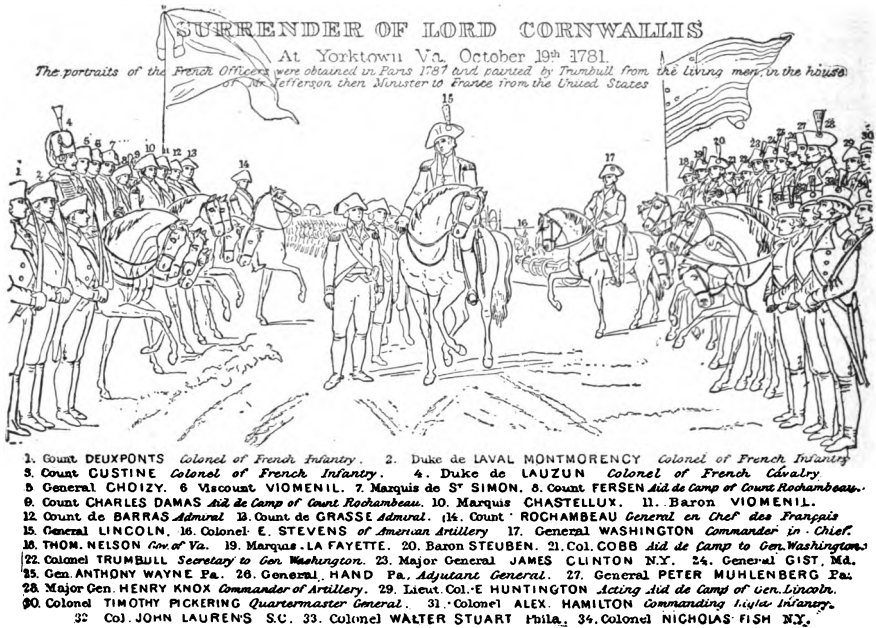 SURRENDER OF LORD CORNWALLIS
At Yorktown Va. October 19th 1781.
The portraits of the French Officers were obtained in Paris 1787 and painted by Trumbull from the living men, in the house
of Mr Jefferson then Minister to France from the United States
1. Count DEUXPONTS Colonel of French Infantry. 2. Duke de LAVAL MONTMORENCY Colonel of French Infantry
3. Count CUSTINE Colonel of French Infantry. 4. Duke de LAUZUN Colonel of French Cavalry
5 General CHOIZY. 6 Viscount VIOMENIL. 7. Marquis de ST SIMON. 8. Count FERSEN Aid de Camp of Count Rochambeau.
9. Count CHARLES DAMAS Aid de Camp of Count Rochambeau. 10. Marquis CHASTELLUX. 11. Baron VIOMENIL.
12 Count de BARRAS Admiral 13. Count de GRASSE Admiral. 14. Count ROCHAMBEAU General en Chef des Français
15. General LINCOLN. 16. Colonel E. STEVENS of American Artillery 17. General WASHINGTON Commander in Chief.
18. THOM. NELSON Gov. of Va. 19. Marquis LA FAYETTE. 20. Baron STEUBEN. 21. Col. COBB Aid de Camp to Gen. Washington
22. Colonel TRUMBULL Secretary to Gen Washington. 23. Major General JAMES CLINTON N.Y. 24. General GIST, Md.
25. Gen. ANTHONY WAYNE Pa. 26. General HAND Pa. Adjutant General. 27. General PETER MUHLENBERG Pa.
28. Major Gen. HENRY KNOX Commander of Artillery. 29. Lieut. Col. E HUNTINGTON Acting Aid de Camp of Gen. Lincoln.
30. Colonel TIMOTHY PICKERING Quartermaster General. 31. Colonel ALEX. HAMILTON Commanding Light Infantry.
32 Col. JOHN LAURENS S.C. 33. Colonel WALTER STUART Phila. 34. Colonel NICHOLAS FISH N.Y.